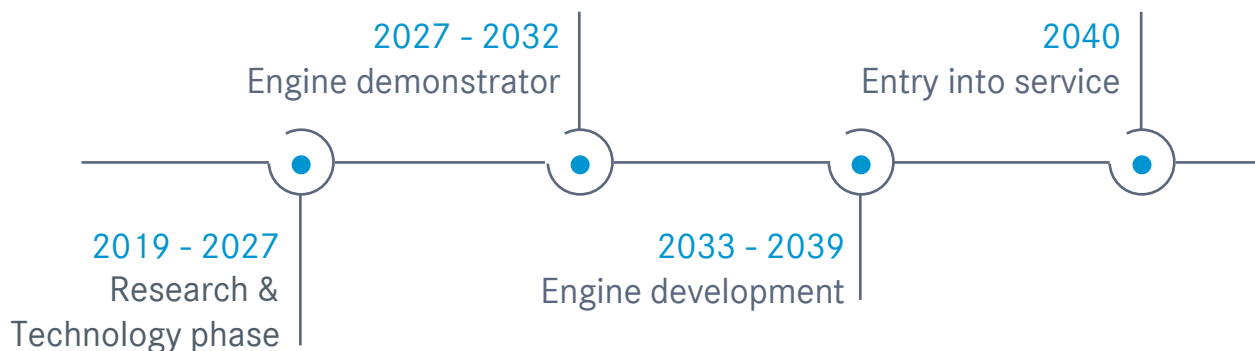 2027 - 2032
Engine demonstrator
2040
Entry into service
2019 - 2027
Research &
Technology phase
2033 - 2039
Engine development